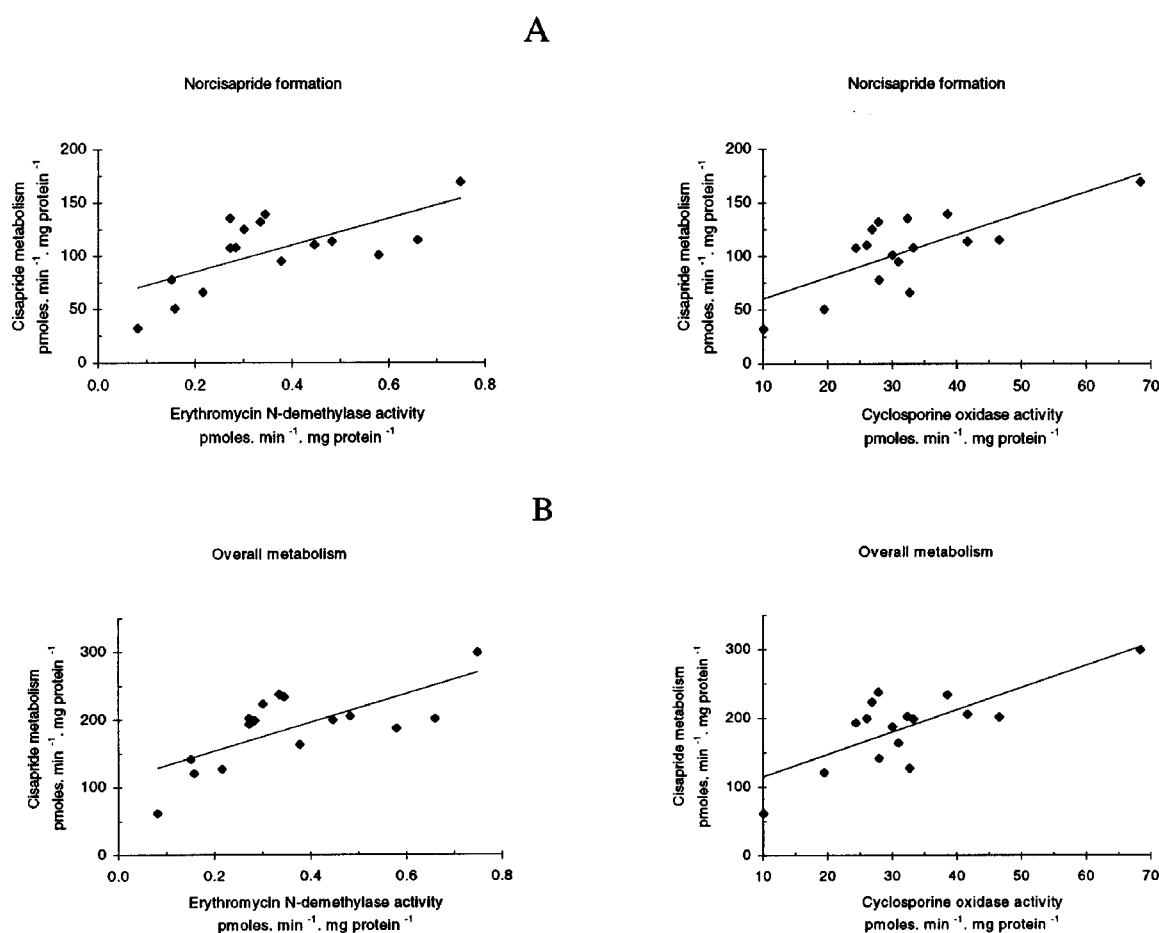 A
Norcisapride formation
Cisapride metabolism
pmoles. min ⁻¹. mg protein ⁻¹
200
150
100
50
0
0.0 0.2 0.4 0.6 0.8
Erythromycin N-demethylase activity
pmoles. min ⁻¹. mg protein ⁻¹
Norcisapride formation
Cisapride metabolism
pmoles. min ⁻¹. mg protein ⁻¹
200
150
100
50
0
10 20 30 40 50 60 70
Cyclosporine oxidase activity
pmoles. min ⁻¹. mg protein ⁻¹
B
Overall metabolism
Cisapride metabolism
pmoles. min ⁻¹. mg protein ⁻¹
300
200
100
0
0.0 0.2 0.4 0.6 0.8
Erythromycin N-demethylase activity
pmoles. min ⁻¹. mg protein ⁻¹
Overall metabolism
Cisapride metabolism
pmoles. min ⁻¹. mg protein ⁻¹
300
200
100
0
10 20 30 40 50 60 70
Cyclosporine oxidase activity
pmoles. min ⁻¹. mg protein ⁻¹